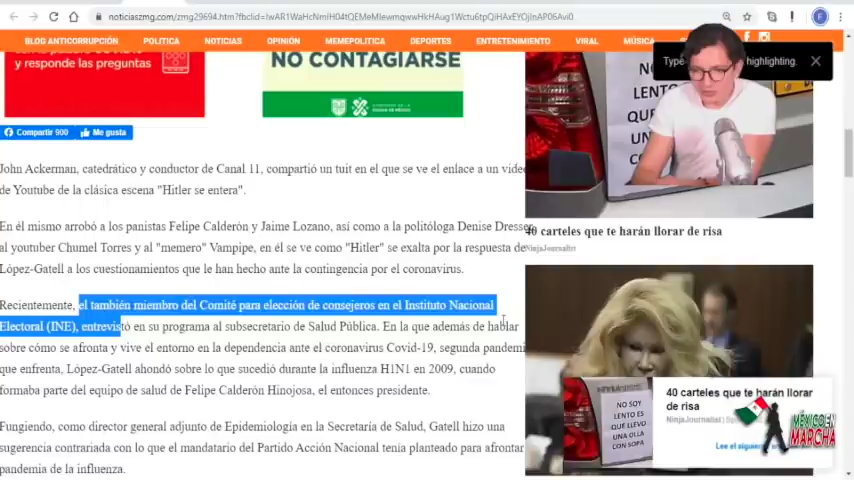 noticiaszmg.com/zmg29694.htm?fbclid=
BLOG ANTICORRUPCIÓN POLITICA NOTICIAS OPINIÓN MEMEPOLITICA DEPORTES ENTRETENIMIENTO VIRAL MÚSICA
y responde las preguntas
NO CONTAGIARSE
Type
highlighting.
Compartir 900 Me gusta
John Ackerman, catedrático y conductor de Canal 11, compartió un tuit en el que se ve el enlace a un video
de Youtube de la clásica escena "Hitler se entera".
En él mismo arrobó a los panistas Felipe Calderón y Jaime Lozano, así como a la politóloga Denise Dresser
al youtuber Chumel Torres y al "memero" Vampipe, en él se ve como "Hitler" se exalta por la respuesta de
López-Gatell a los cuestionamientos que le han hecho ante la contingencia por el coronavirus.
Recientemente, el también miembro del Comité para elección de consejeros en el Instituto Nacional
Electoral (INE), entrevistó en su programa al subsecretario de Salud Pública. En la que además de hablar
sobre cómo se afronta y vive el entorno en la dependencia ante el coronavirus Covid-19, segunda pandemi
que enfrenta, López-Gatell ahondó sobre lo que sucedió durante la influenza H1N1 en 2009, cuando
formaba parte del equipo de salud de Felipe Calderón Hinojosa, el entonces presidente.
Fungiendo, como director general adjunto de Epidemiología en la Secretaría de Salud, Gatell hizo una
sugerencia contrariada con lo que el mandatario del Partido Acción Nacional tenía planteado para afrontar
pandemia de la influenza.
NO
LENTO
QUE
UNA
CO
40 carteles que te harán llorar de risa
NinjaJournalist
NO SOY
LENTO ES
QUE LLEVO
UNA OLLA
CON SOPA
40 carteles que te harán llorar
de risa
NinjaJournalist
Lee el siguie
MÉXICO EN
MARCHA